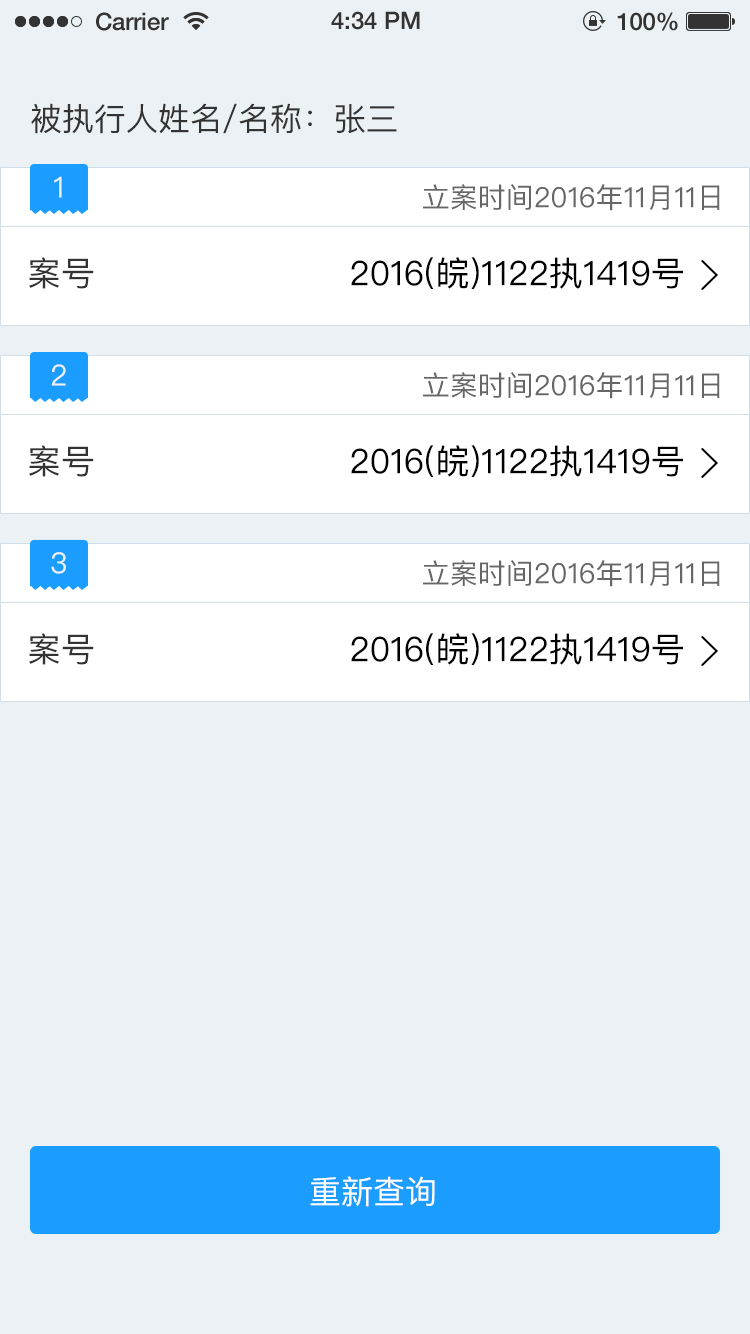 Carrier 4:34 PM 100%
被执行人姓名/名称：张三
1 立案时间2016年11月11日
案号 2016(皖)1122执1419号
2 立案时间2016年11月11日
案号 2016(皖)1122执1419号
3 立案时间2016年11月11日
案号 2016(皖)1122执1419号
重新查询